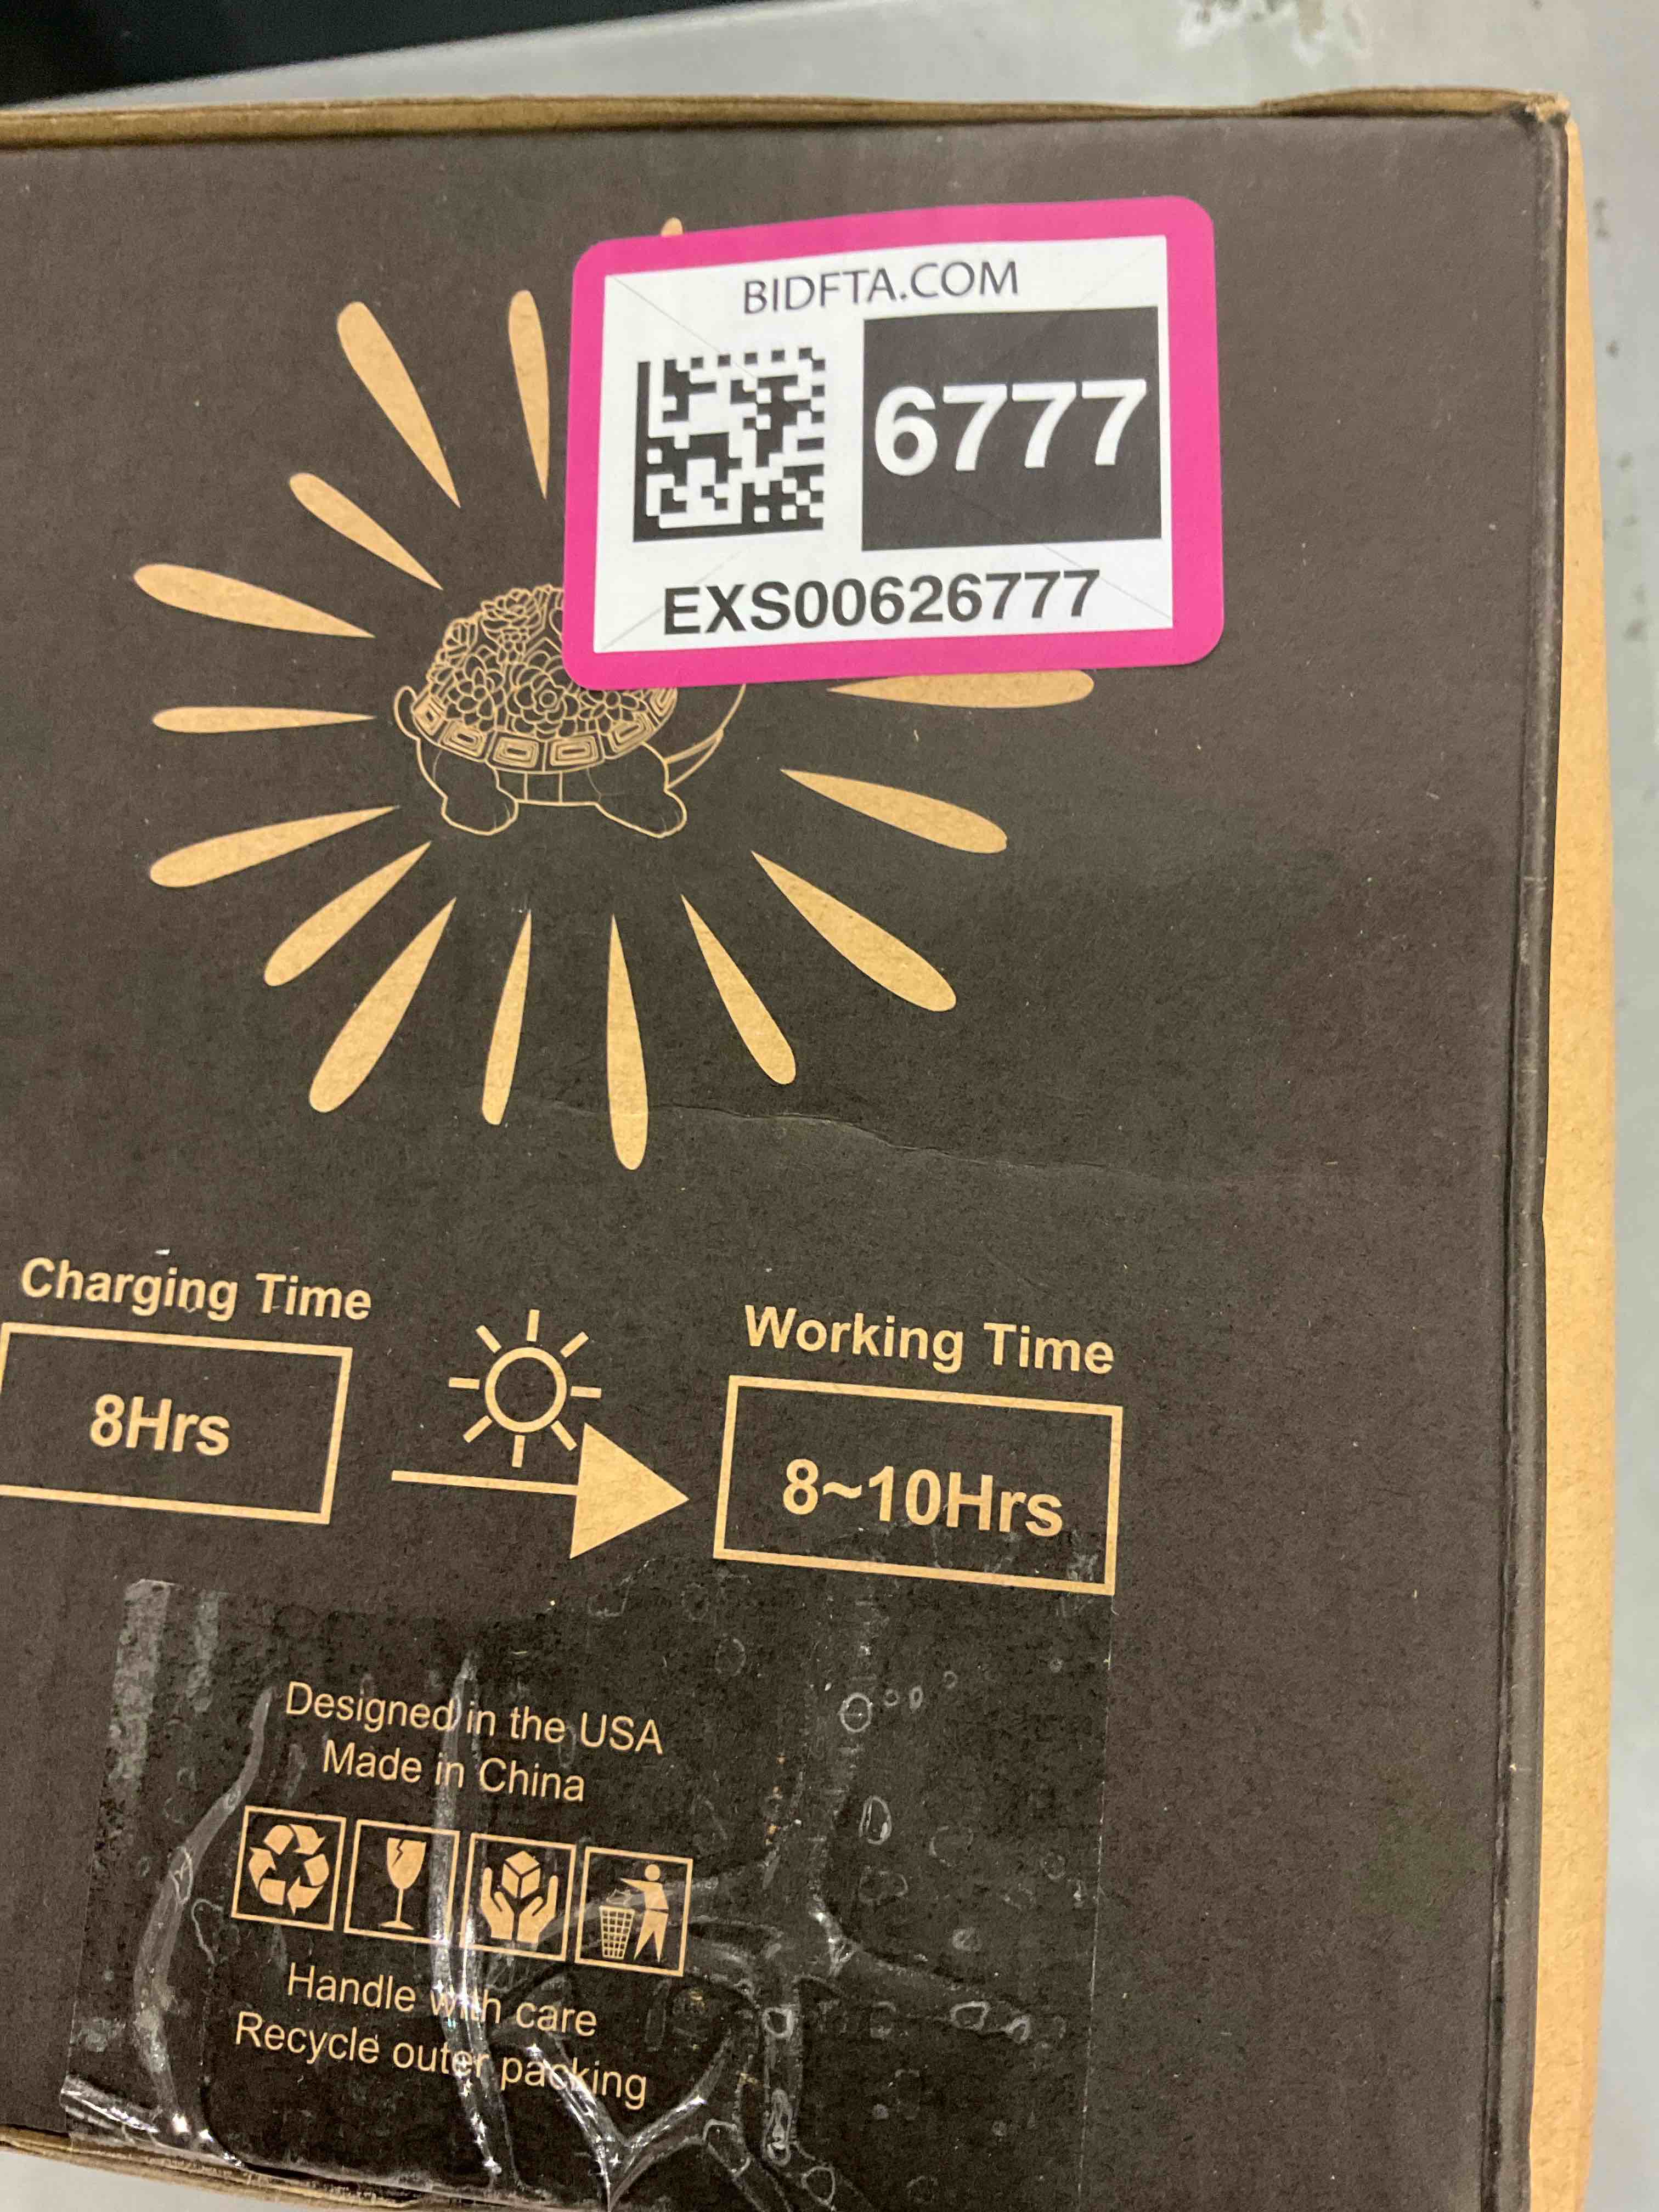 BIDFTA.COM
6777
EXS00626777
Charging Time
Working Time
8Hrs
8~10Hrs
Designed in the USA
Made in China
Handle with care
Recycle outer packing